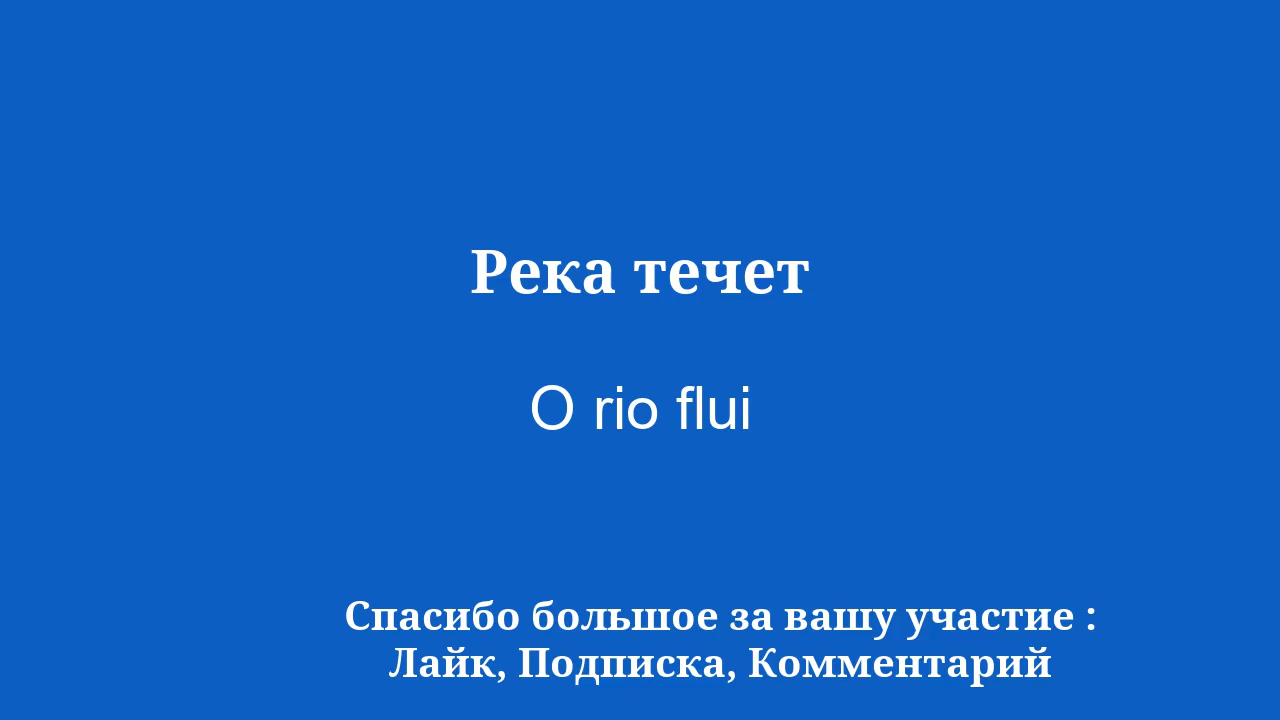 Река течет
O rio flui
Спасибо большое за вашу участие :
Лайк, Подписка, Комментарий